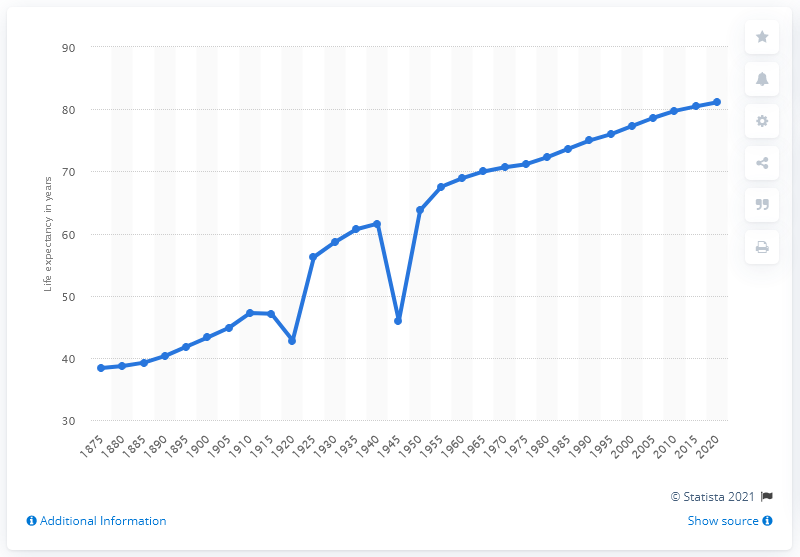 90
80
70
60
50
40
30
Life expectancy in years
1875 1880 1885 1890 1895 1900 1905 1910 1915 1920 1925 1930 1935 1940 1945 1950 1955 1960 1965 1970 1975 1980 1985 1990 1995 2000 2005 2010 2015 2020
© Statista 2021
Additional Information
Show source